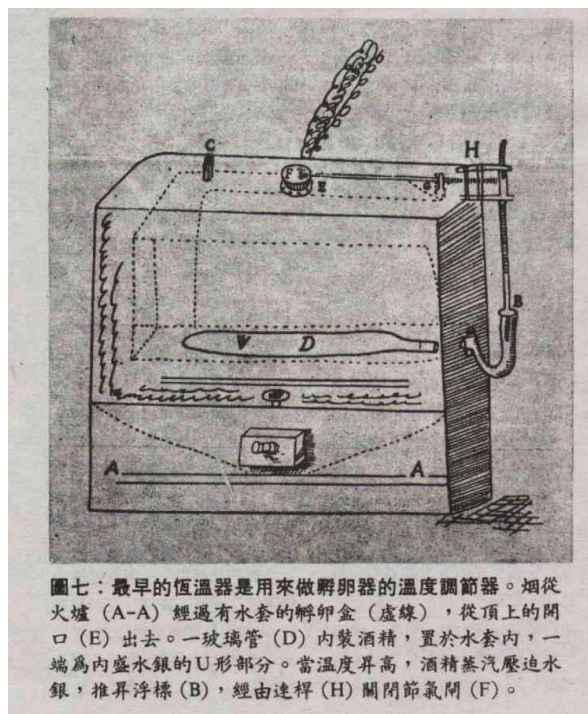 C
F
E
G
H
B
V D
A A
圖七：最早的恆溫器是用來做孵卵器的溫度調節器。烟從
火爐（A-A）經過有水套的孵卵盒（虛線），從頂上的開
口（E）出去。一玻璃管（D）內裝酒精，置於水套內，一
端爲內盛水銀的U形部分。當温度昇高，酒精蒸汽壓迫水
銀，推昇浮標（B），經由連桿（H）關閉節氣閘（F）。